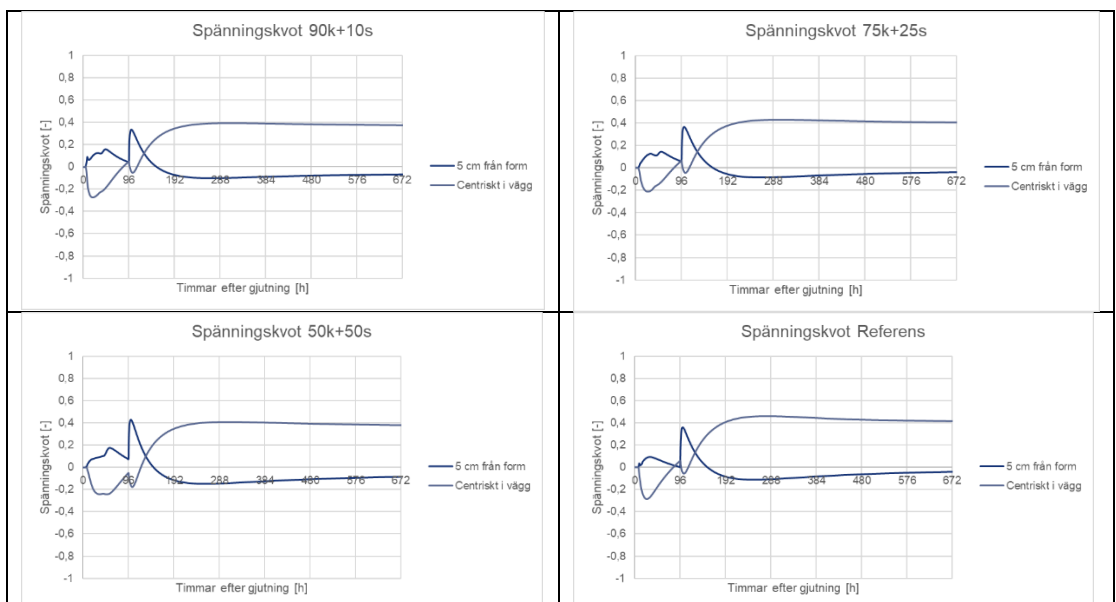 Spänningskvot 90k+10s
1
0,8
0,6
0,4
0,2
0
-0,2
-0,4
-0,6
-0,8
-1
Spänningskvot [-]
0 96 192 288 384 480 576 672
Timmar efter gjutning [h]
5 cm från form
Centriskt i vägg
Spänningskvot 75k+25s
1
0,8
0,6
0,4
0,2
0
-0,2
-0,4
-0,6
-0,8
-1
Spänningskvot [-]
0 96 192 288 384 480 576 672
Timmar efter gjutning [h]
5 cm från form
Centriskt i vägg
Spänningskvot 50k+50s
1
0,8
0,6
0,4
0,2
0
-0,2
-0,4
-0,6
-0,8
-1
Spänningskvot [-]
0 96 192 288 384 480 576 672
Timmar efter gjutning [h]
5 cm från form
Centriskt i vägg
Spänningskvot Referens
1
0,8
0,6
0,4
0,2
0
-0,2
-0,4
-0,6
-0,8
-1
Spänningskvot [-]
0 96 192 288 384 480 576 672
Timmar efter gjutning [h]
5 cm från form
Centriskt i vägg